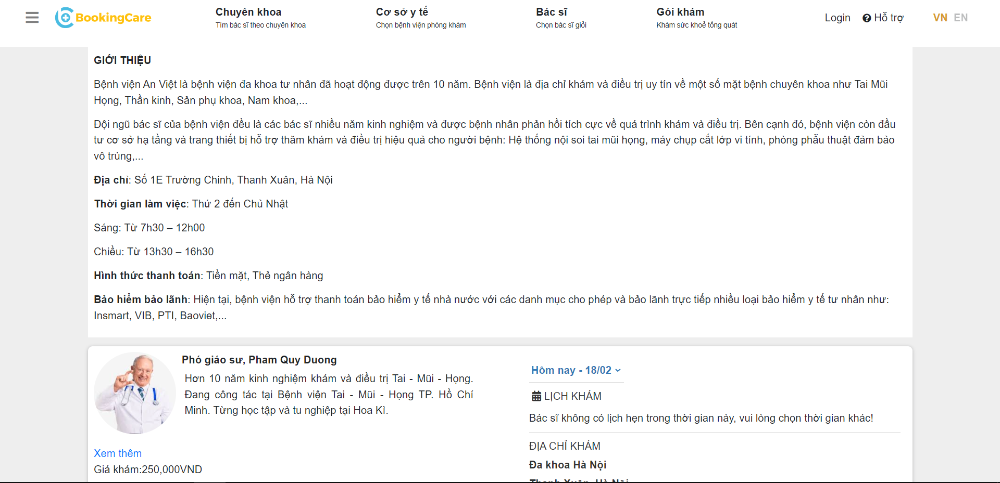 BookingCare
Chuyên khoa
Tìm bác sĩ theo chuyên khoa
Cơ sở y tế
Chọn bệnh viện phòng khám
Bác sĩ
Chọn bác sĩ giỏi
Gói khám
Khám sức khoẻ tổng quát
Login
Hỗ trợ
VN EN
GIỚI THIỆU
Bệnh viện An Việt là bệnh viện đa khoa tư nhân đã hoạt động được trên 10 năm. Bệnh viện là địa chỉ khám và điều trị uy tín về một số mặt bệnh chuyên khoa như Tai Mũi
Họng, Thần kinh, Sản phụ khoa, Nam khoa,...
Đội ngũ bác sĩ của bệnh viện đều là các bác sĩ nhiều năm kinh nghiệm và được bệnh nhân phản hồi tích cực về quá trình khám và điều trị. Bên cạnh đó, bệnh viện còn đầu
tư cơ sở hạ tầng và trang thiết bị hỗ trợ thăm khám và điều trị hiệu quả cho người bệnh: Hệ thống nội soi tai mũi họng, máy chụp cắt lớp vi tính, phòng phẫu thuật đảm bảo
vô trùng,...
Địa chỉ: Số 1E Trường Chinh, Thanh Xuân, Hà Nội
Thời gian làm việc: Thứ 2 đến Chủ Nhật
Sáng: Từ 7h30 – 12h00
Chiều: Từ 13h30 – 16h30
Hình thức thanh toán: Tiền mặt, Thẻ ngân hàng
Bảo hiểm bảo lãnh: Hiện tại, bệnh viện hỗ trợ thanh toán bảo hiểm y tế nhà nước với các danh mục cho phép và bảo lãnh trực tiếp nhiều loại bảo hiểm y tế tư nhân như:
Insmart, VIB, PTI, Baoviet,...
Phó giáo sư, Pham Quy Duong
Hơn 10 năm kinh nghiệm khám và điều trị Tai - Mũi - Họng.
Đang công tác tại Bệnh viện Tai - Mũi - Họng TP. Hồ Chí
Minh. Từng học tập và tu nghiệp tại Hoa Kì.
Xem thêm
Giá khám:250,000VND
Hôm nay - 18/02
LỊCH KHÁM
Bác sĩ không có lịch hẹn trong thời gian này, vui lòng chọn thời gian khác!
ĐỊA CHỈ KHÁM
Đa khoa Hà Nội
Thanh Xuân, Hà Nội